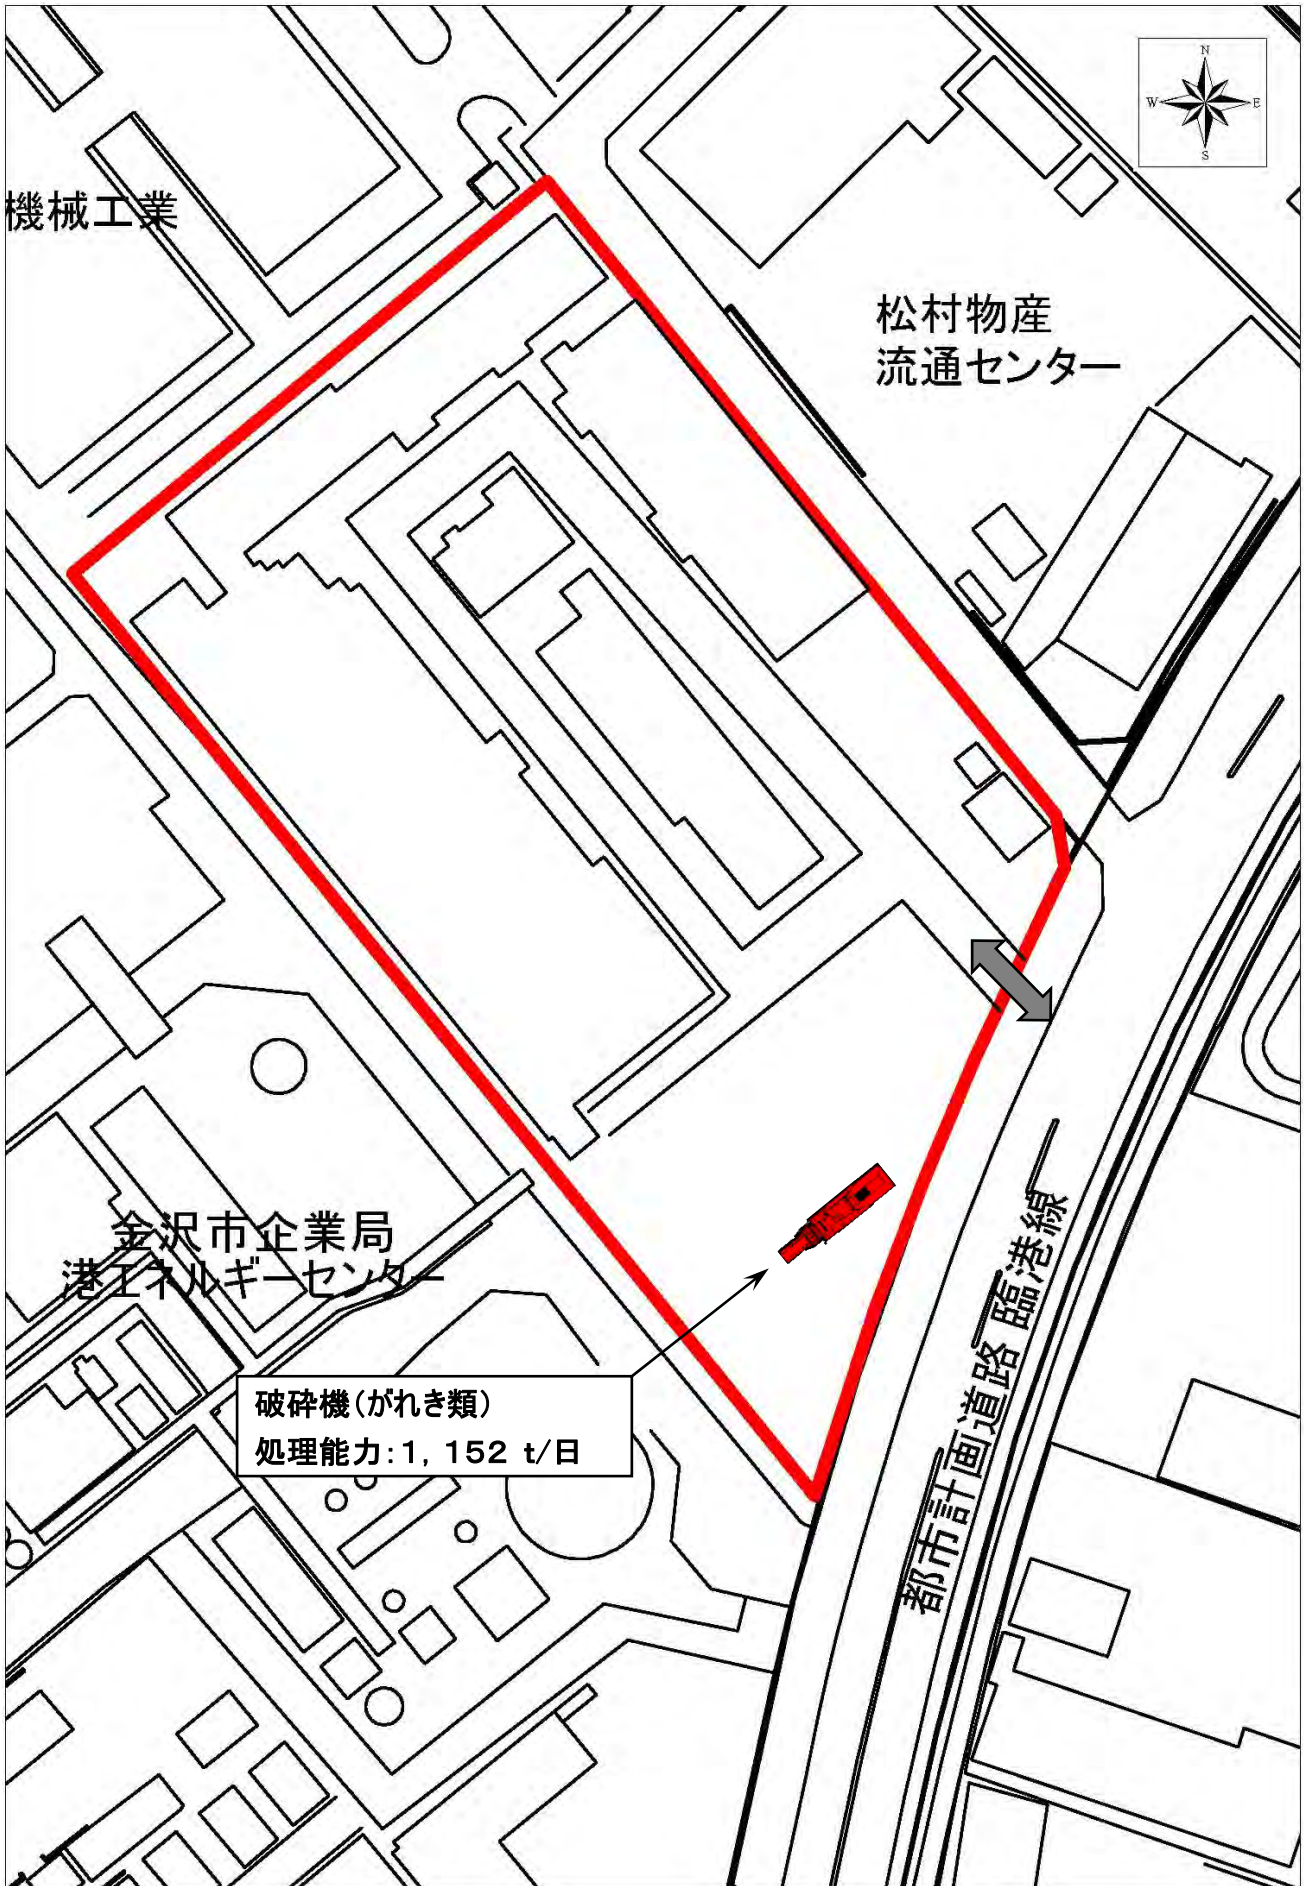 N
W
E
S
機械工業
松村物産
流通センター
金沢市企業局
港エネルギーセンター
都市計画道路 臨港線
破砕機(がれき類)
処理能力:1,152 t/日